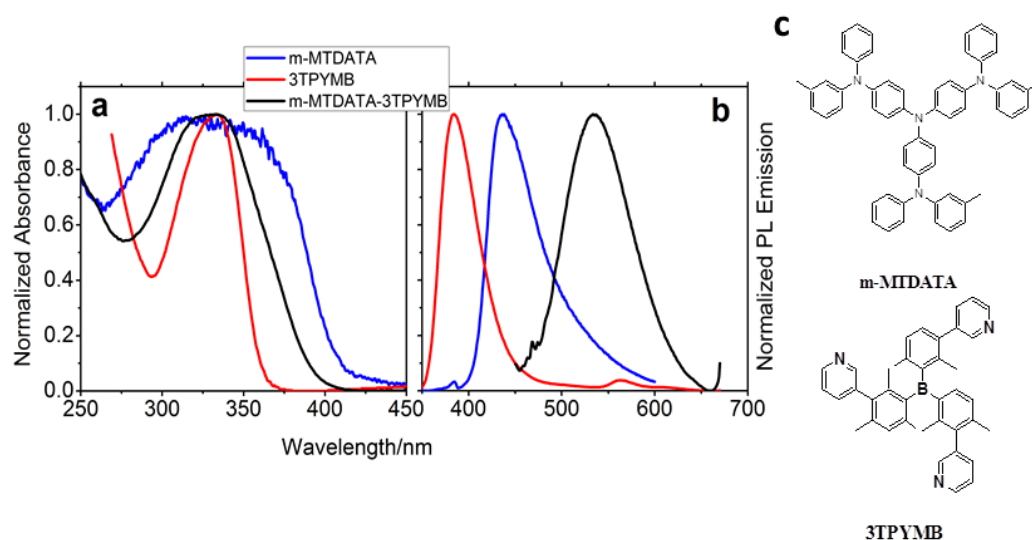 m-MTDATA
3TPYMB
m-MTDATA-3TPYMB
a
b
c
Normalized Absorbance
1.0
0.8
0.6
0.4
0.2
0.0
250 300 350 400 450
400 500 600 700
Wavelength/nm
Normalized PL Emission
N N
N
N
m-MTDATA
N
N
B
N
3TPYMB